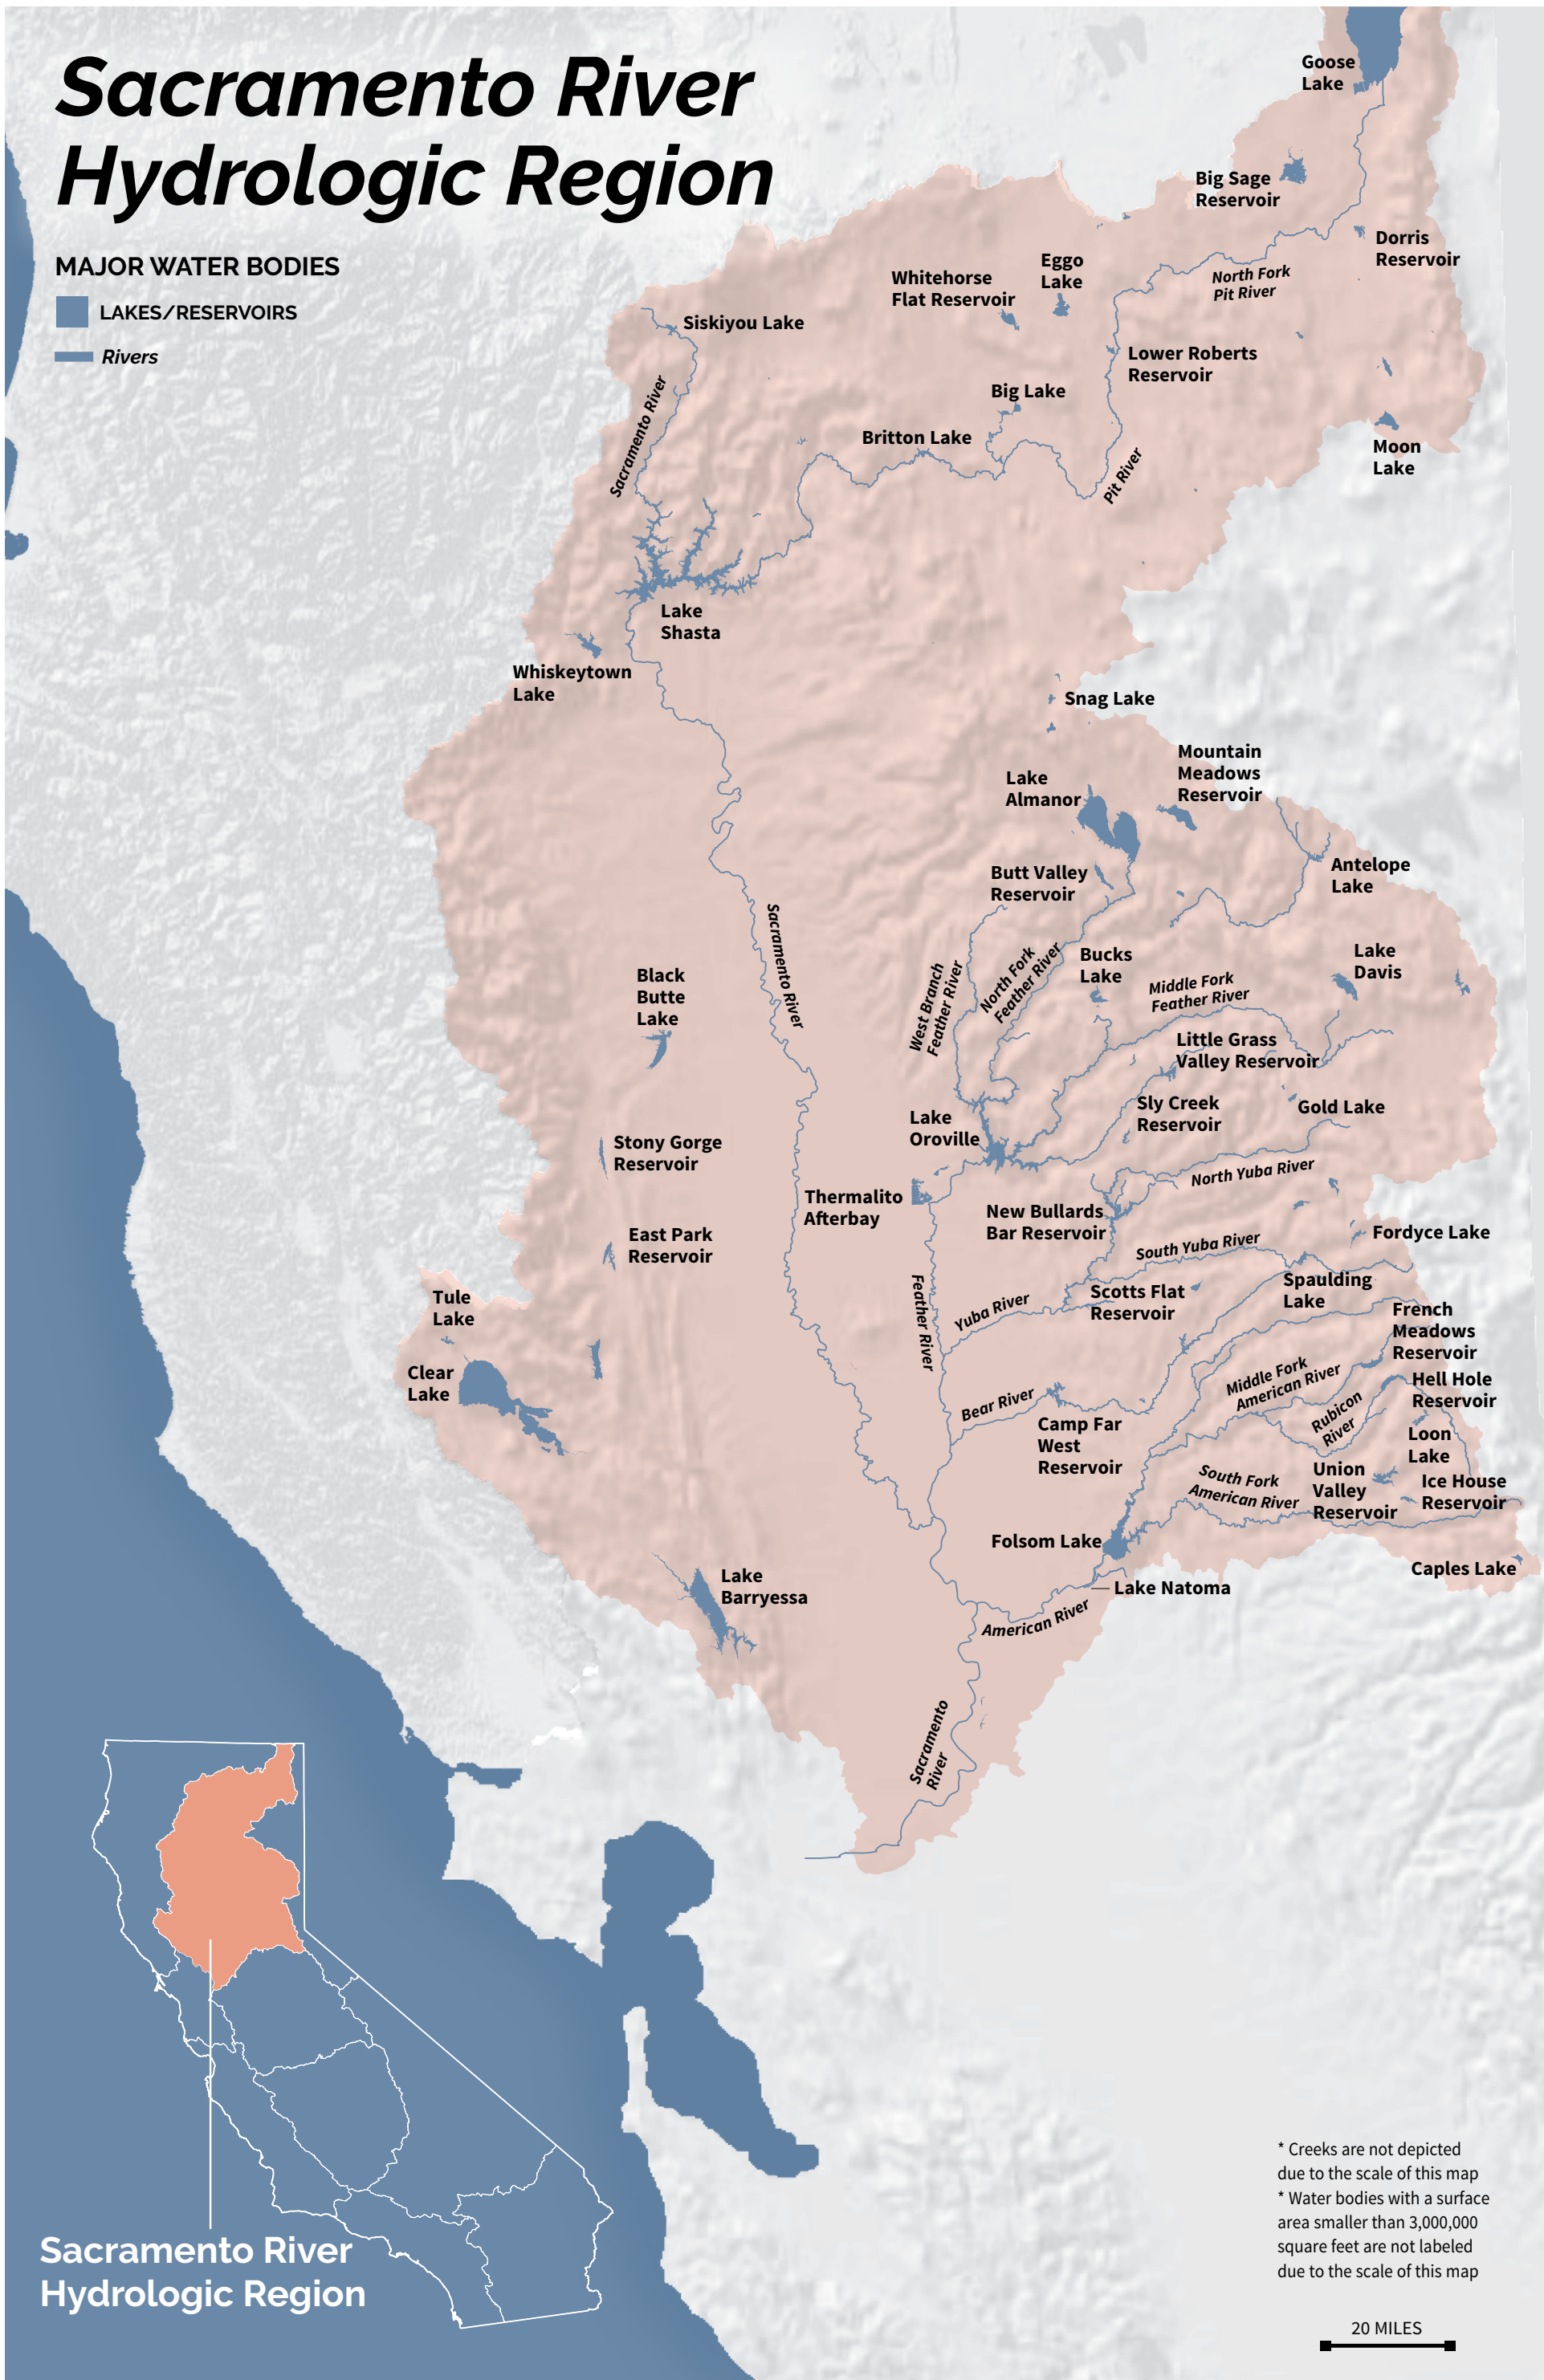 Sacramento River
Hydrologic Region
MAJOR WATER BODIES
LAKES/RESERVOIRS
Rivers
Goose
Lake
Big Sage
Reservoir
Dorris
Reservoir
North Fork
Pit River
Eggo
Lake
Whitehorse
Flat Reservoir
Siskiyou Lake
Lower Roberts
Reservoir
Big Lake
Britton Lake
Moon
Lake
Sacramento River
Pit River
Lake
Shasta
Whiskeytown
Lake
Snag Lake
Mountain
Meadows
Reservoir
Lake
Almanor
Antelope
Lake
Butt Valley
Reservoir
Sacramento River
West Branch
Feather River
North Fork
Feather River
Bucks
Lake
Lake
Davis
Middle Fork
Feather River
Black
Butte
Lake
Little Grass
Valley Reservoir
Sly Creek
Reservoir
Gold Lake
Lake
Oroville
Stony Gorge
Reservoir
North Yuba River
Thermalito
Afterbay
New Bullards
Bar Reservoir
Fordyce Lake
East Park
Reservoir
South Yuba River
Spaulding
Lake
Scotts Flat
Reservoir
Tule
Lake
Feather River
Yuba River
French
Meadows
Reservoir
Clear
Lake
Middle Fork
American River
Hell Hole
Reservoir
Bear River
Rubicon
River
Camp Far
West
Reservoir
Loon
Lake
Union
Valley
Reservoir
Ice House
Reservoir
South Fork
American River
Folsom Lake
Caples Lake
Lake
Barryessa
Lake Natoma
American River
Sacramento
River
Sacramento River
Hydrologic Region
* Creeks are not depicted
due to the scale of this map
* Water bodies with a surface
area smaller than 3,000,000
square feet are not labeled
due to the scale of this map
20 MILES